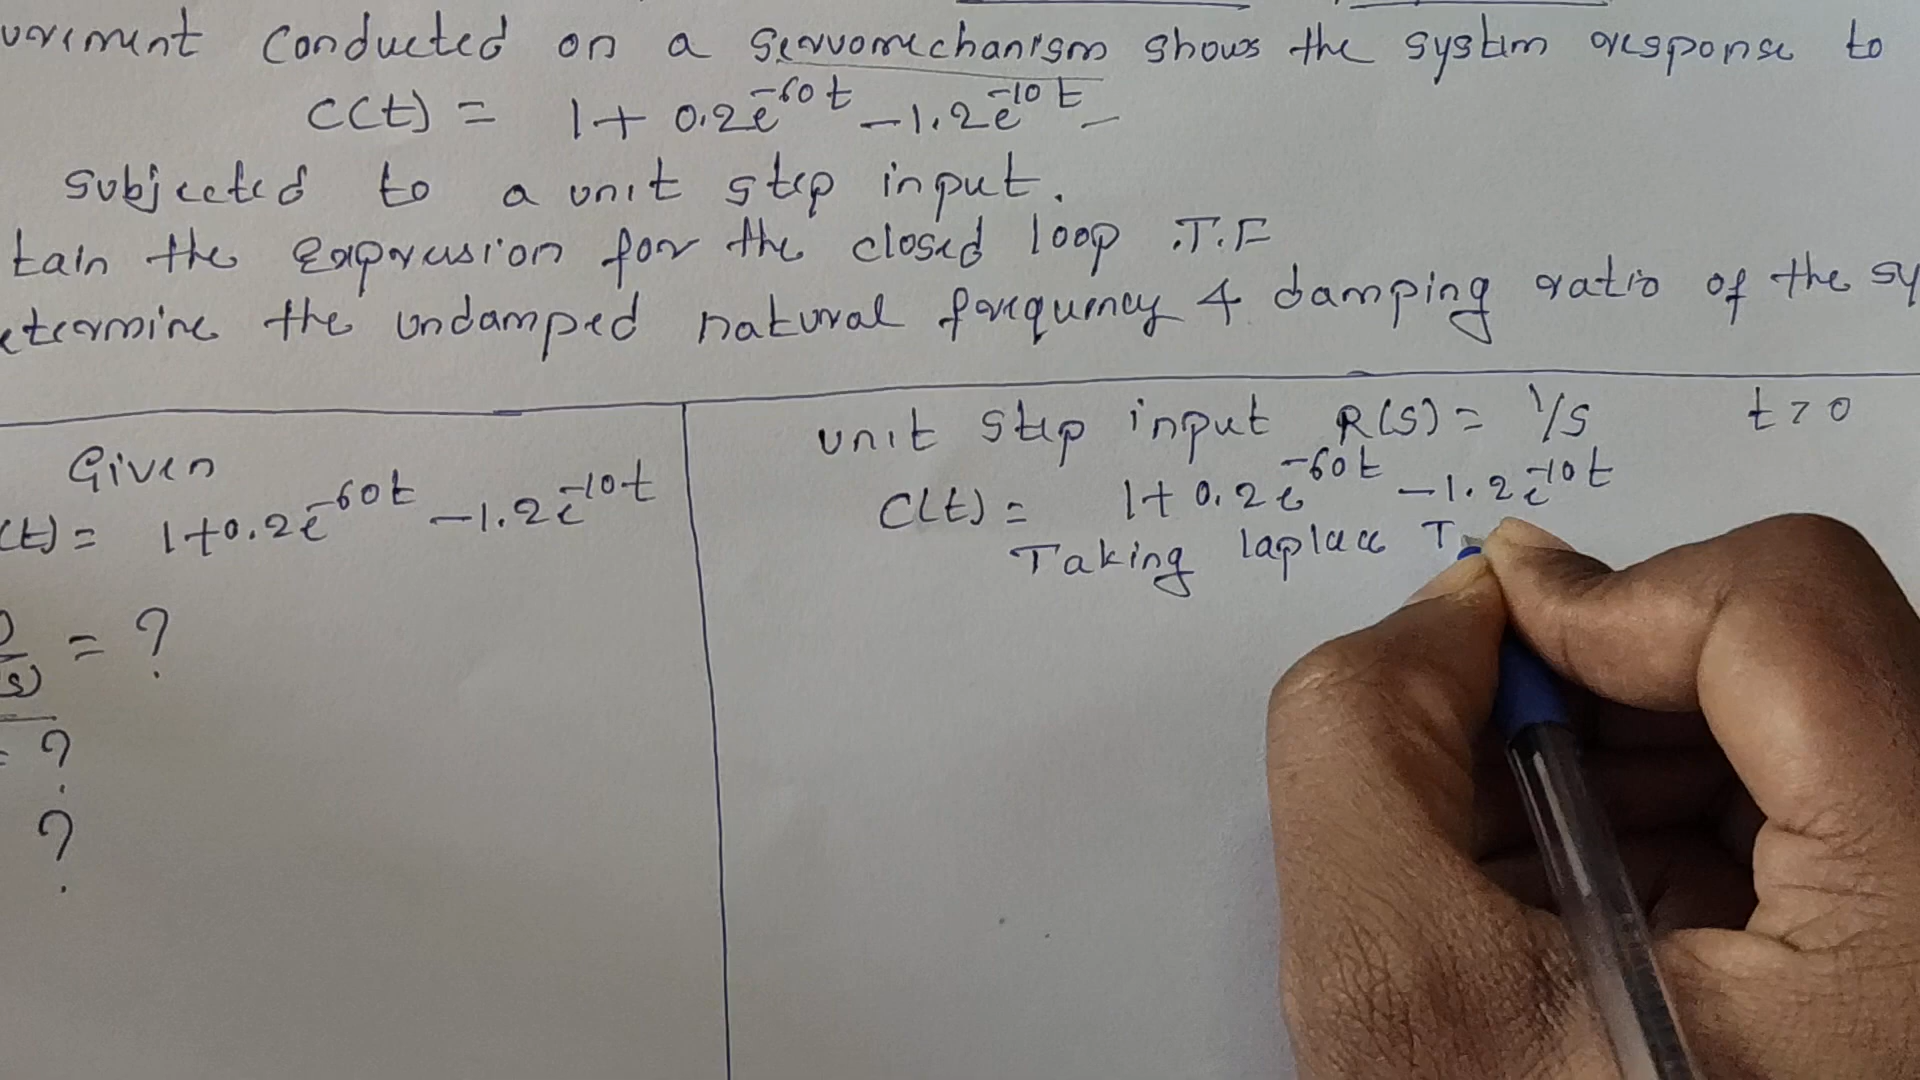 urement conducted on a servomechanism shows the system response to
C(t) = 1 + 0.2e^-60t - 1.2e^-10t
subjected to a unit step input.
tain the Expression for the closed loop .T.F
etermine the undamped natural frequency & damping ratio of the sy
unit step input R(S) = 1/S t>0
Given
C(t) = 1 + 0.2e^-60t - 1.2e^-10t
(t) = 1+0.2e^-60t - 1.2e^-10t
Taking laplace T
(s) = ?
= ?
?